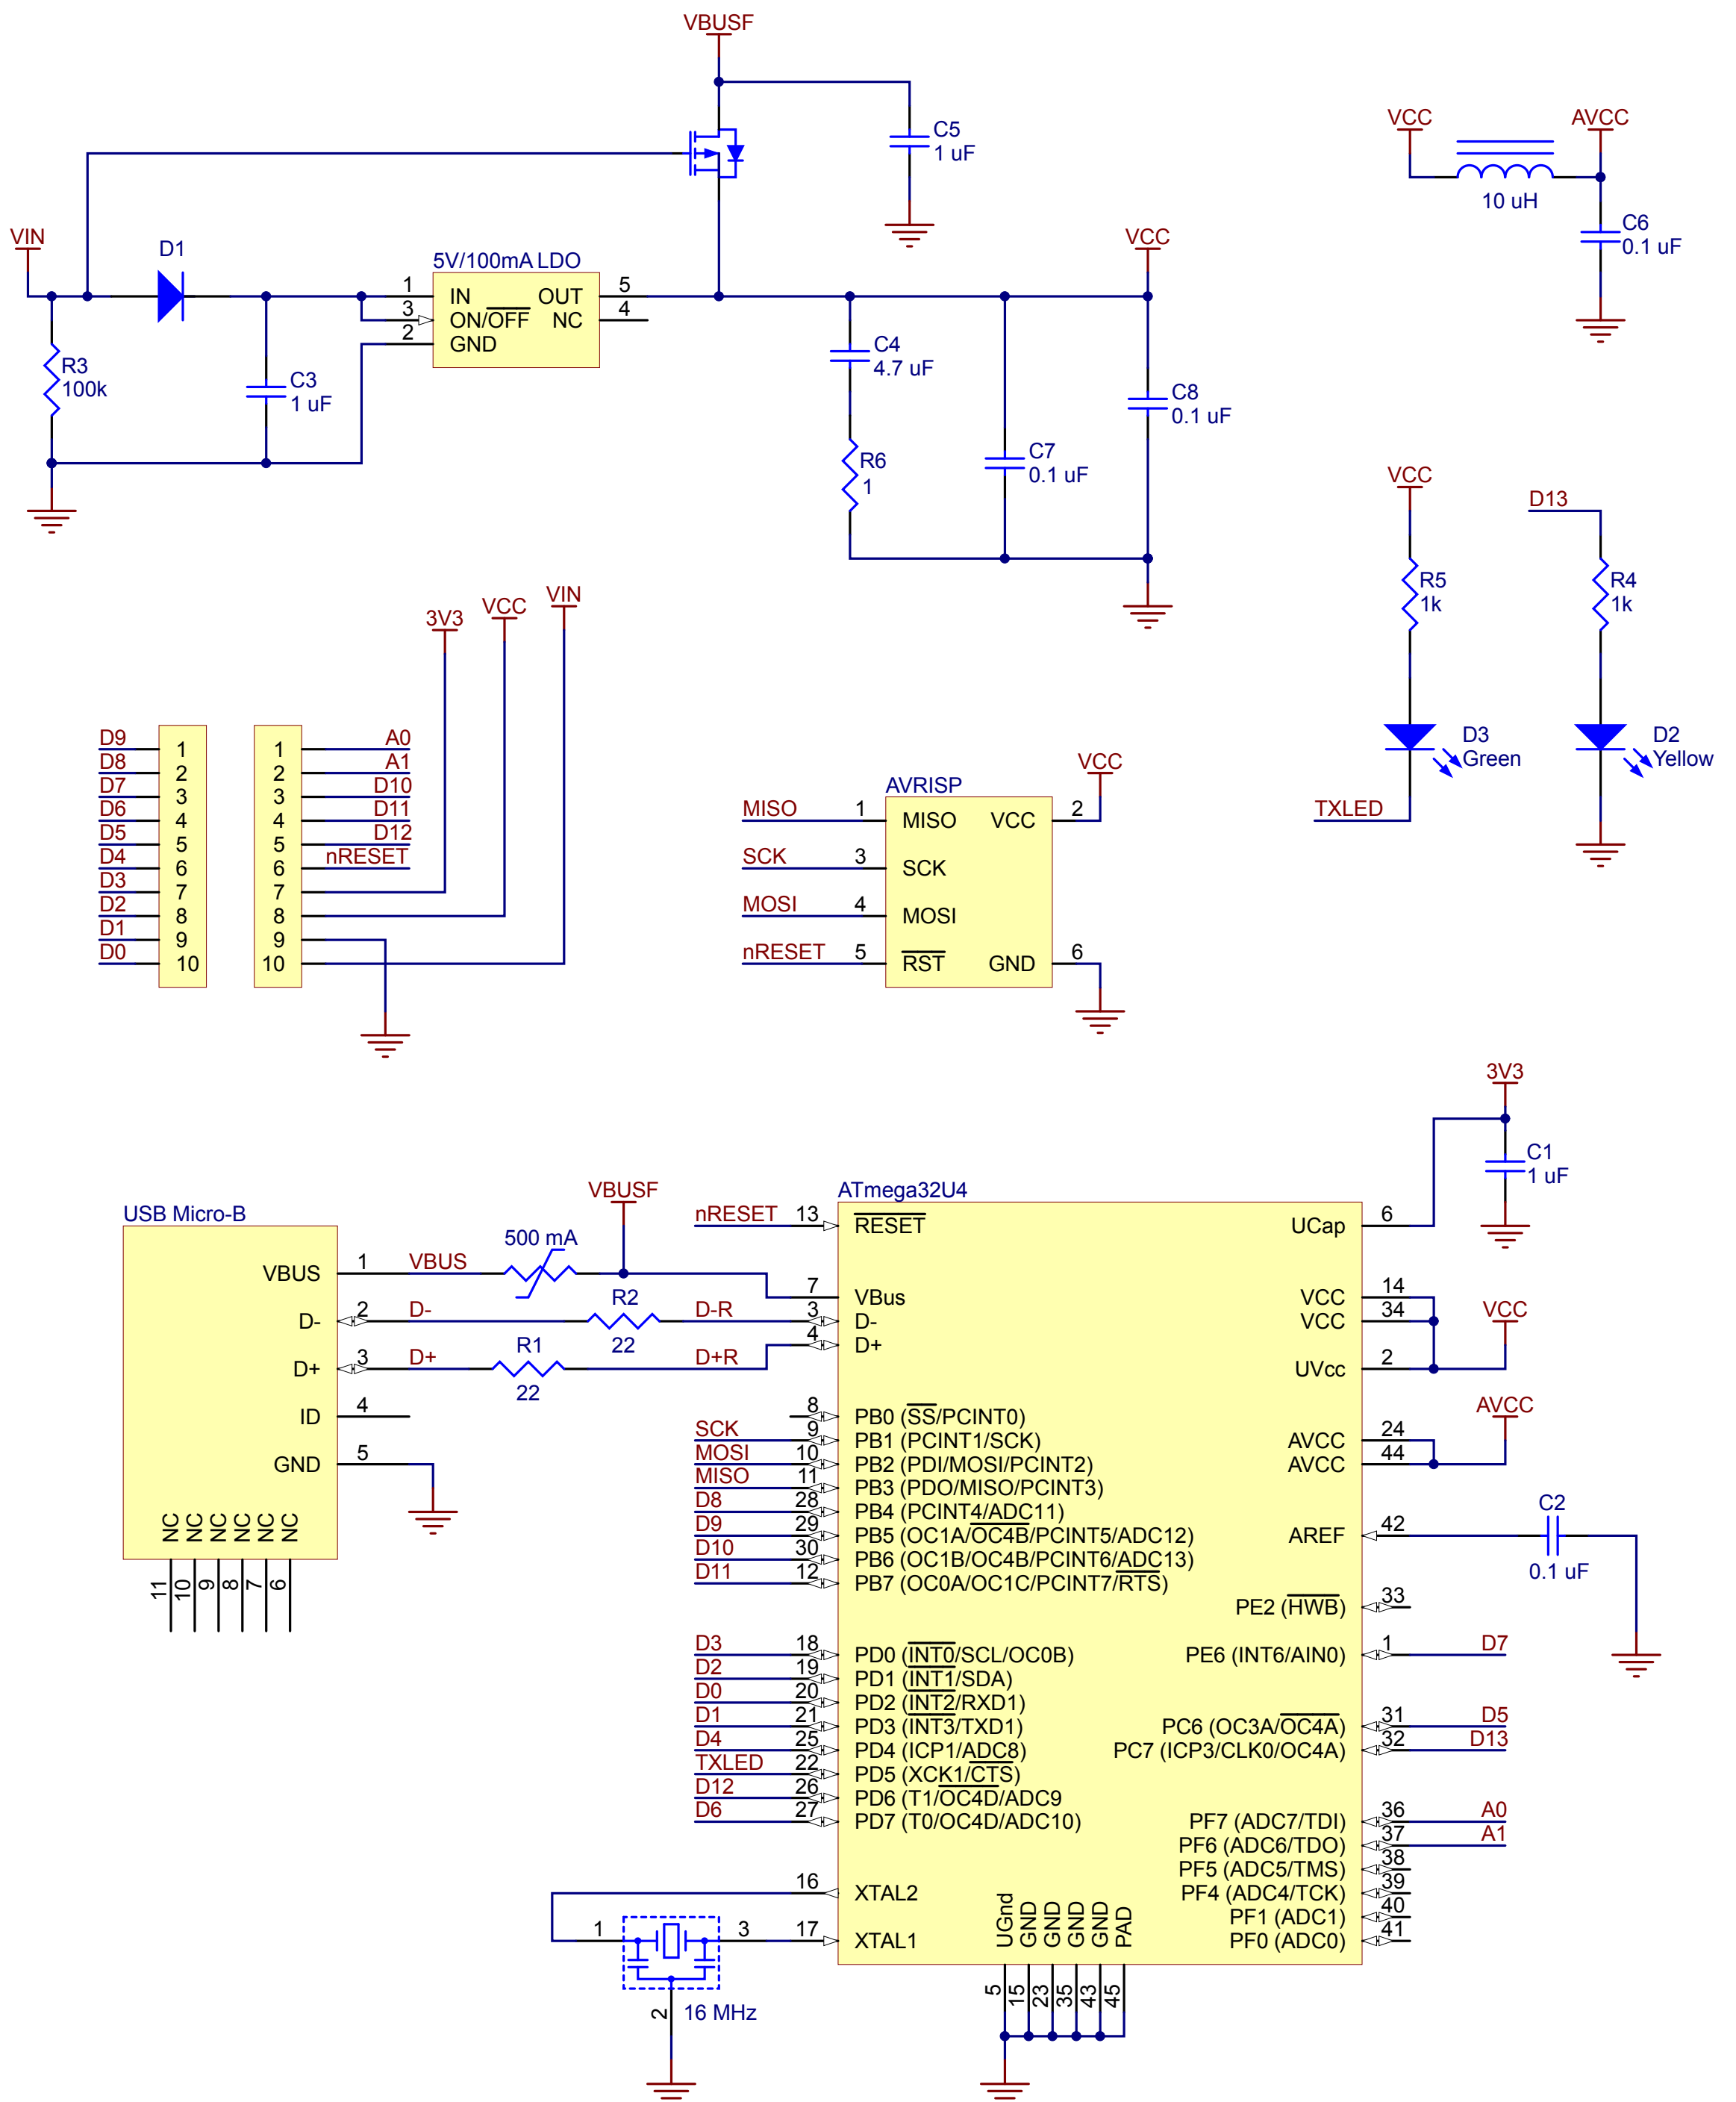 VBUSF
C5
1 uF
VCC
AVCC
10 uH
C6
0.1 uF
VIN
D1
5V/100mA LDO
1
IN
OUT
5
3
ON/OFF
NC
4
2
GND
VCC
R3
100k
C3
1 uF
C4
4.7 uF
R6
1
C7
0.1 uF
C8
0.1 uF
VCC
R5
1k
D3
Green
TXLED
D13
R4
1k
D2
Yellow
3V3
VCC
VIN
D9 1
D8 2
D7 3
D6 4
D5 5
D4 6
D3 7
D2 8
D1 9
D0 10
1 A0
2 A1
3 D10
4 D11
5 D12
6 nRESET
7
8
9
10
AVRISP
VCC
MISO 1 MISO VCC 2
SCK 3 SCK
MOSI 4 MOSI
nRESET 5 RST GND 6
3V3
C1
1 uF
USB Micro-B
VBUS 1 VBUS
500 mA
VBUSF
D- 2 D-
R2
22
D-R
D+ 3 D+
R1
22
D+R
ID 4
GND 5
NC NC NC NC NC NC
11 10 9 8 7 6
ATmega32U4
nRESET 13 RESET
7 VBus
3 D-
4 D+
8 PB0 (SS/PCINT0)
SCK 9 PB1 (PCINT1/SCK)
MOSI 10 PB2 (PDI/MOSI/PCINT2)
MISO 11 PB3 (PDO/MISO/PCINT3)
D8 28 PB4 (PCINT4/ADC11)
D9 29 PB5 (OC1A/OC4B/PCINT5/ADC12)
D10 30 PB6 (OC1B/OC4B/PCINT6/ADC13)
D11 12 PB7 (OC0A/OC1C/PCINT7/RTS)
D3 18 PD0 (INT0/SCL/OC0B)
D2 19 PD1 (INT1/SDA)
D0 20 PD2 (INT2/RXD1)
D1 21 PD3 (INT3/TXD1)
D4 25 PD4 (ICP1/ADC8)
TXLED 22 PD5 (XCK1/CTS)
D12 26 PD6 (T1/OC4D/ADC9
D6 27 PD7 (T0/OC4D/ADC10)
16 XTAL2
17 XTAL1
1
3
2
16 MHz
UCap 6
VCC 14
VCC 34
UVcc 2
VCC
AVCC 24
AVCC 44
AVCC
AREF 42
C2
0.1 uF
PE2 (HWB) 33
PE6 (INT6/AIN0) 1 D7
PC6 (OC3A/OC4A) 31 D5
PC7 (ICP3/CLK0/OC4A) 32 D13
PF7 (ADC7/TDI) 36 A0
PF6 (ADC6/TDO) 37 A1
PF5 (ADC5/TMS) 38
PF4 (ADC4/TCK) 39
PF1 (ADC1) 40
PF0 (ADC0) 41
UGnd GND GND GND GND PAD
5 15 23 35 43 45